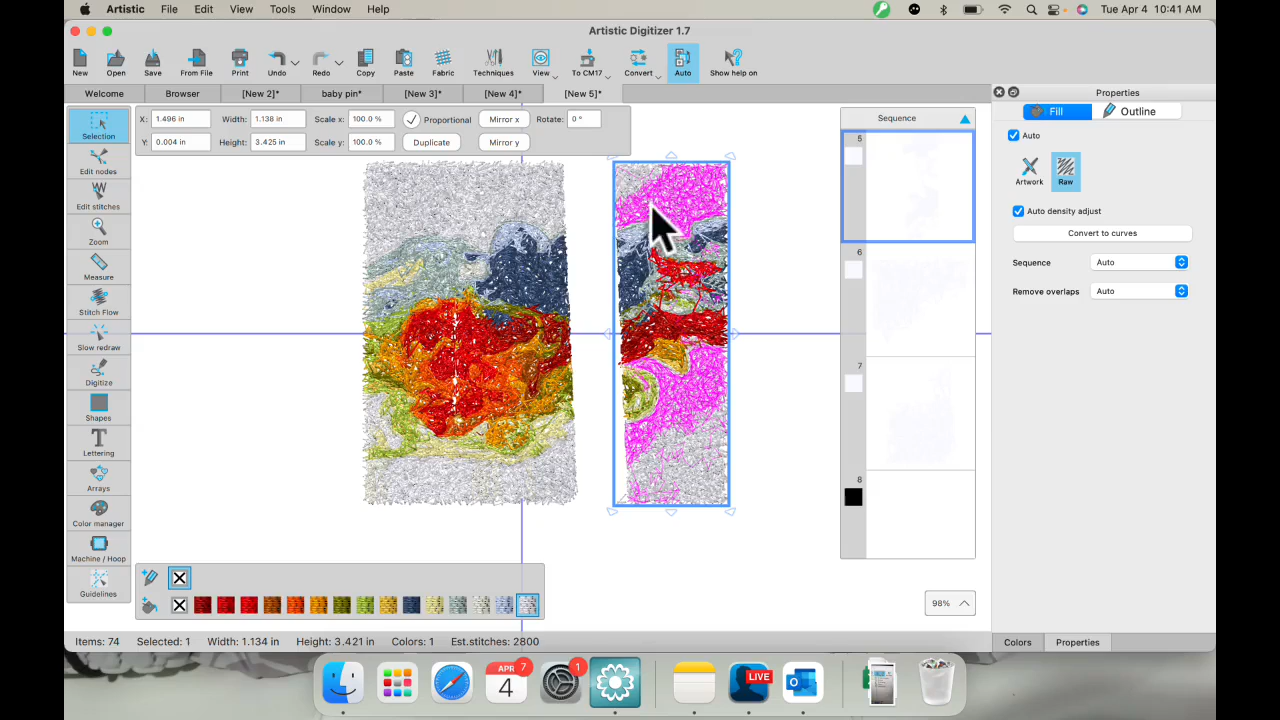 Artistic File Edit View Tools Window Help Tue Apr 4 10:41 AM
Artistic Digitizer 1.7
New Open Save From File Print Undo Redo Copy Paste Fabric Techniques View To CM17 Convert Auto Show help on
Welcome Browser [New 2]* baby pin* [New 3]* [New 4]* [New 5]*
Properties
X: 1.496 in Width: 1.138 in Scale X: 100.0 % Proportional Mirror x Rotate: 0 °
Y: 0.004 in Height: 3.425 in Scale y: 100.0 % Duplicate Mirror y
Sequence
Fill Outline
Auto
Artwork Raw
Auto density adjust
Convert to curves
Sequence Auto
Remove overlaps Auto
Selection
Edit nodes
Edit stitches
Zoom
Measure
Stitch Flow
Slow redraw
Digitize
Shapes
Lettering
Arrays
Color manager
Machine / Hoop
Guidelines
5
6
7
8
98%
Items: 74 Selected: 1 Width: 1.134 in Height: 3.421 in Colors: 1 Est.stitches: 2800
Colors Properties
APR 7
4
1
LIVE